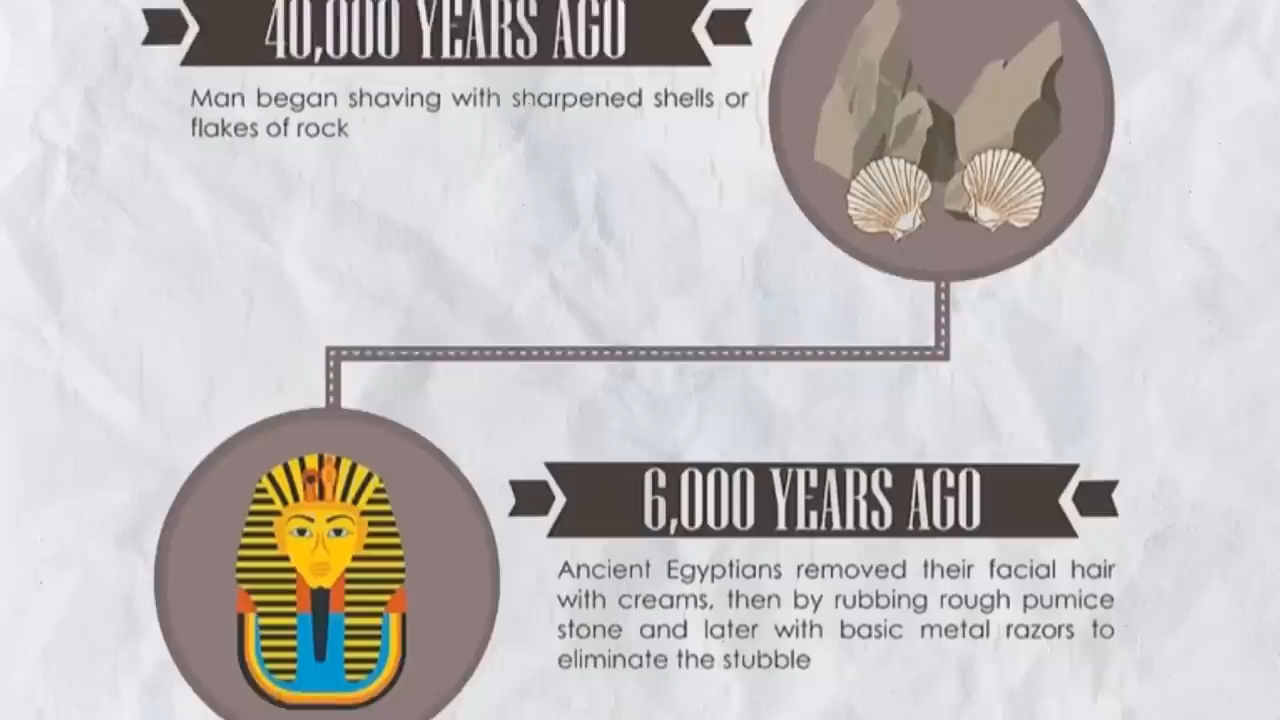 40,000 YEARS AGO
Man began shaving with sharpened shells or
flakes of rock
6,000 YEARS AGO
Ancient Egyptians removed their facial hair
with creams, then by rubbing rough pumice
stone and later with basic metal razors to
eliminate the stubble